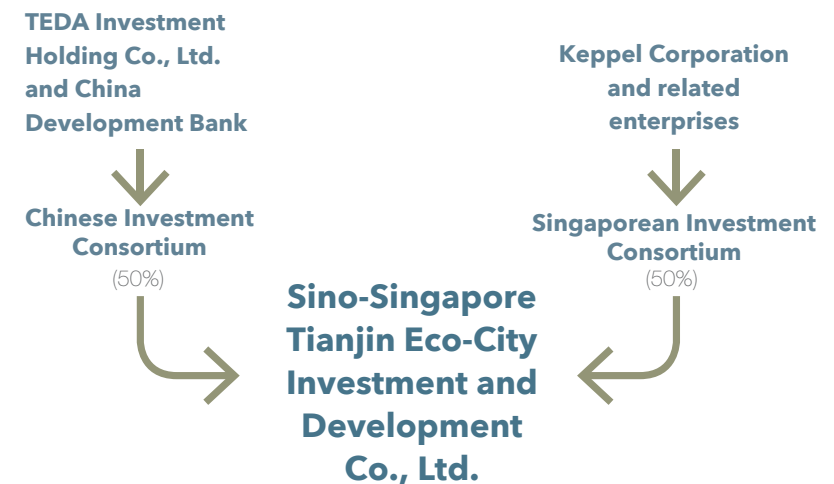 TEDA Investment
Holding Co., Ltd.
and China
Development Bank
Keppel Corporation
and related
enterprises
Chinese Investment
Consortium
(50%)
Singaporean Investment
Consortium
(50%)
Sino-Singapore
Tianjin Eco-City
Investment and
Development
Co., Ltd.